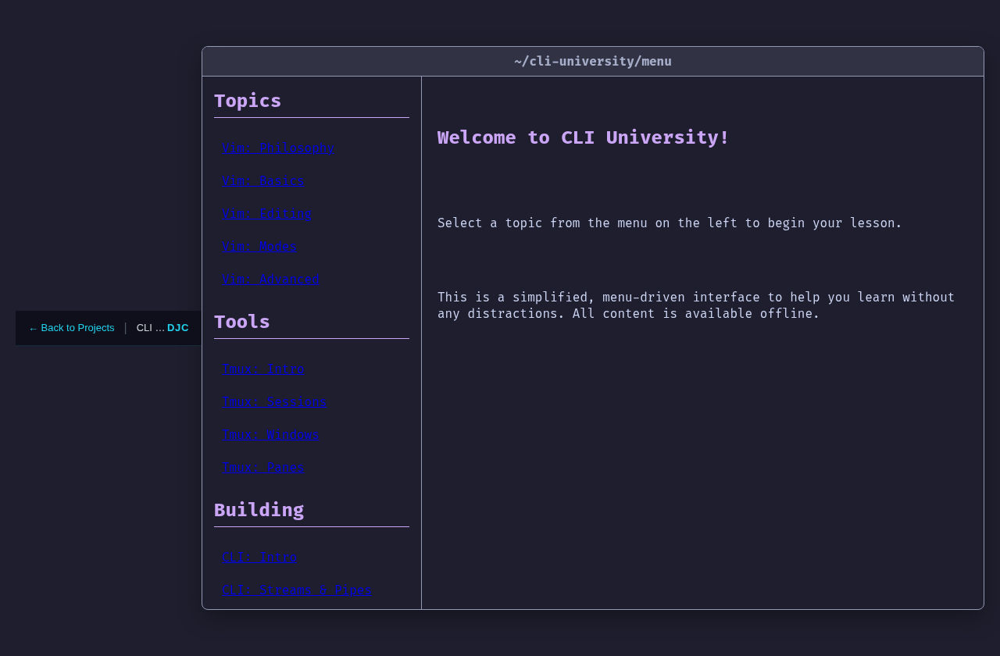 ~/cli-university/menu
Topics
Vim: Philosophy
Vim: Basics
Vim: Editing
Vim: Modes
Vim: Advanced
Tools
Tmux: Intro
Tmux: Sessions
Tmux: Windows
Tmux: Panes
Building
CLI: Intro
CLI: Streams & Pipes
← Back to Projects | CLI … DJC
Welcome to CLI University!
Select a topic from the menu on the left to begin your lesson.
This is a simplified, menu-driven interface to help you learn without
any distractions. All content is available offline.